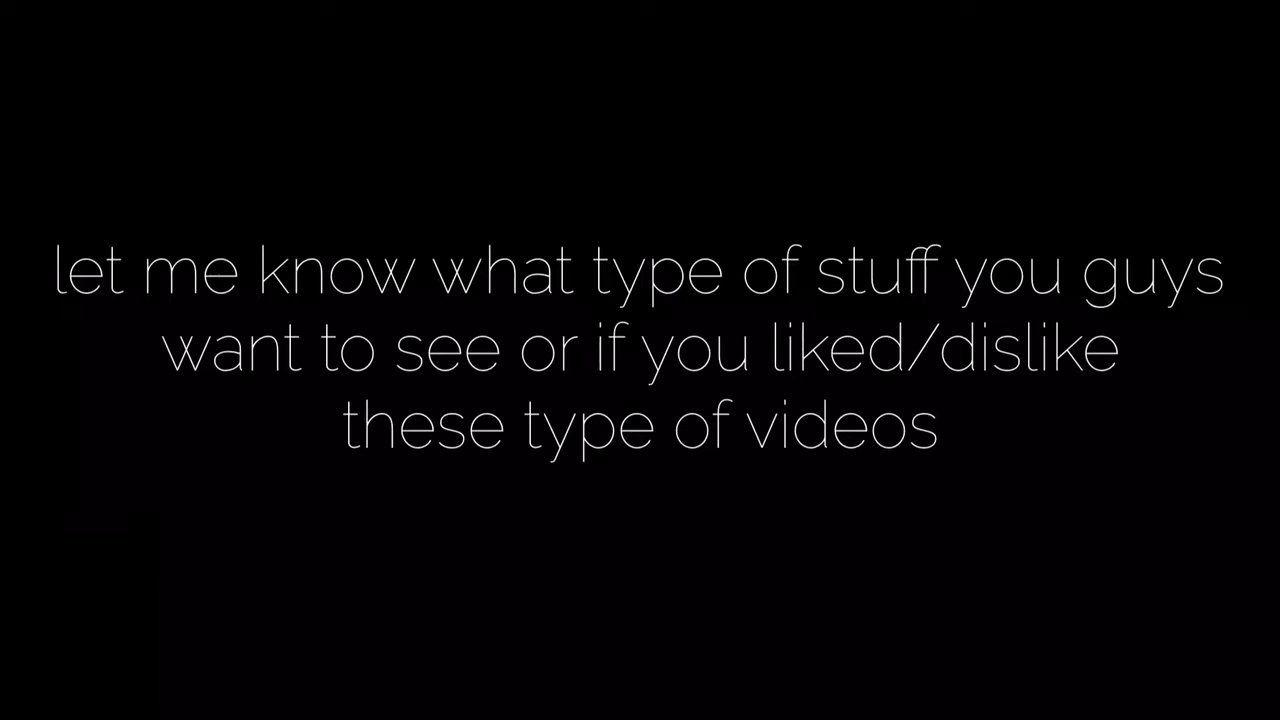 let me know what type of stuff you guys
want to see or if you liked/dislike
these type of videos